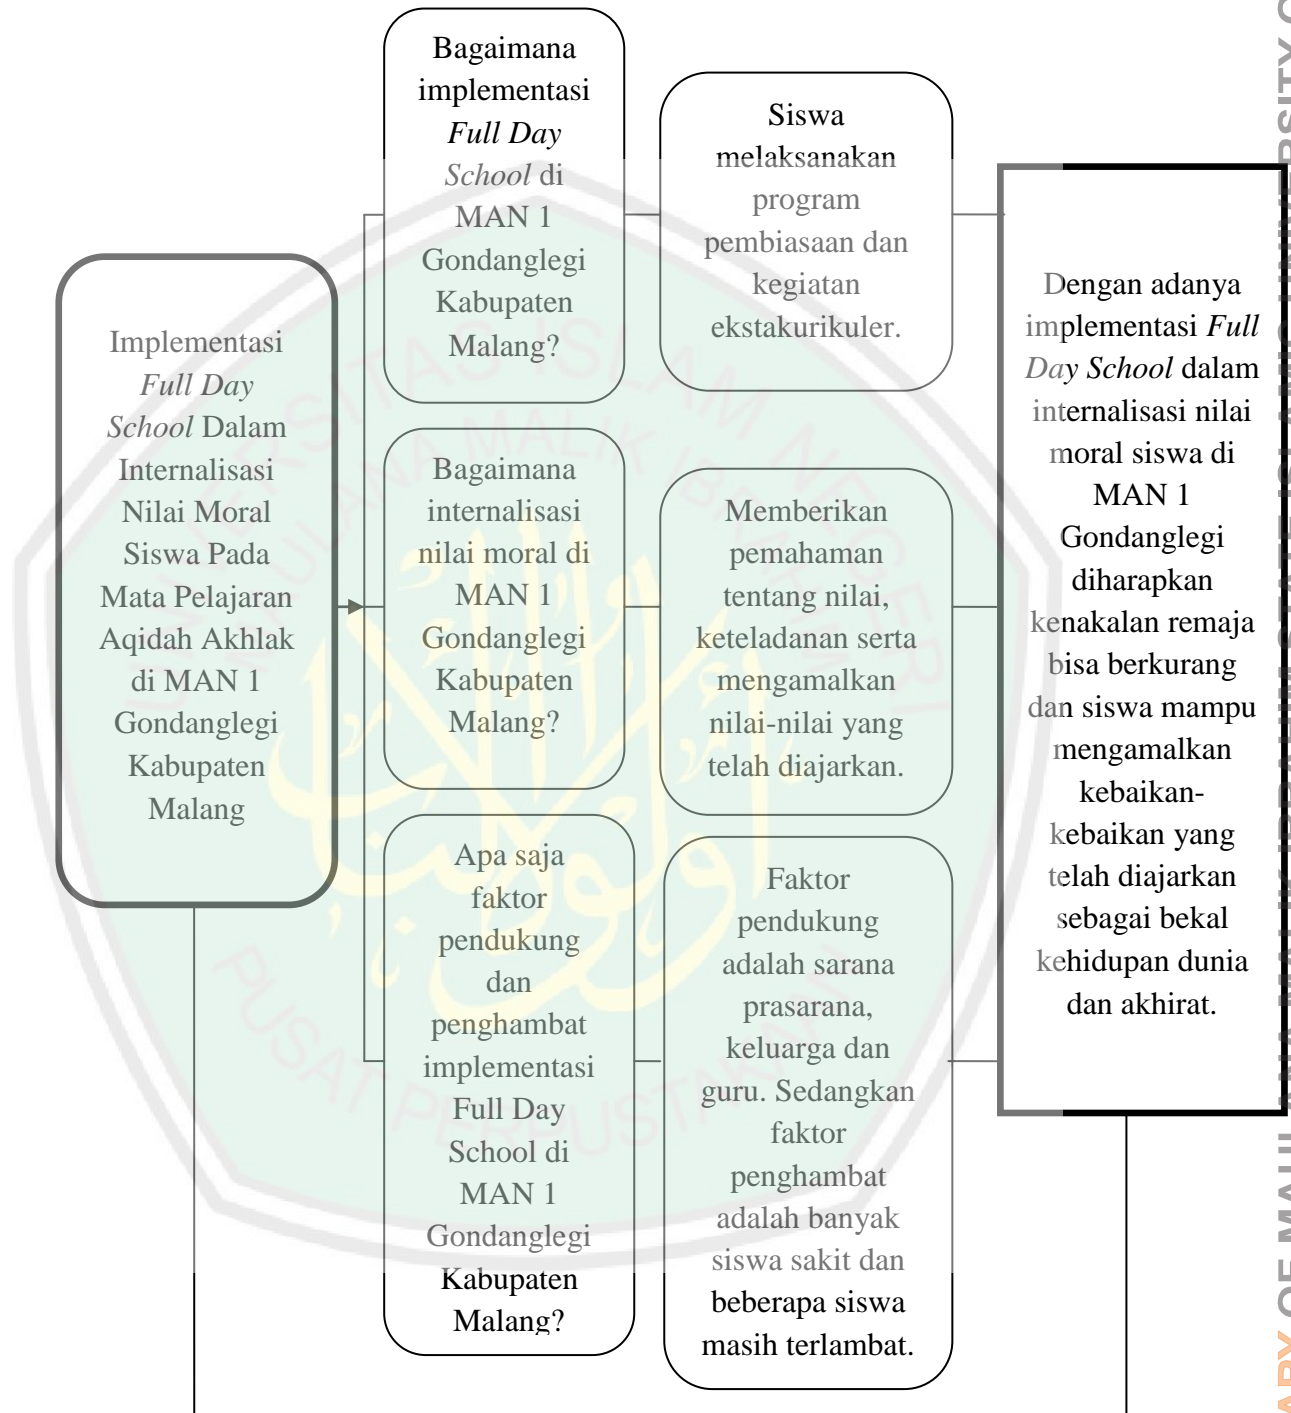 Implementasi
Full Day
School Dalam
Internalisasi
Nilai Moral
Siswa Pada
Mata Pelajaran
Aqidah Akhlak
di MAN 1
Gondanglegi
Kabupaten
Malang
Bagaimana
implementasi
Full Day
School di
MAN 1
Gondanglegi
Kabupaten
Malang?
Siswa
melaksanakan
program
pembiasaan dan
kegiatan
ekstakurikuler.
Bagaimana
internalisasi
nilai moral di
MAN 1
Gondanglegi
Kabupaten
Malang?
Memberikan
pemahaman
tentang nilai,
keteladanan serta
mengamalkan
nilai-nilai yang
telah diajarkan.
Apa saja
faktor
pendukung
dan
penghambat
implementasi
Full Day
School di
MAN 1
Gondanglegi
Kabupaten
Malang?
Faktor
pendukung
adalah sarana
prasarana,
keluarga dan
guru. Sedangkan
faktor
penghambat
adalah banyak
siswa sakit dan
beberapa siswa
masih terlambat.
Dengan adanya
implementasi Full
Day School dalam
internalisasi nilai
moral siswa di
MAN 1
Gondanglegi
diharapkan
kenakalan remaja
bisa berkurang
dan siswa mampu
mengamalkan
kebaikan-
kebaikan yang
telah diajarkan
sebagai bekal
kehidupan dunia
dan akhirat.
MAULANA MALIK IBRAHIM
PUSAT PERPUSTAKAAN